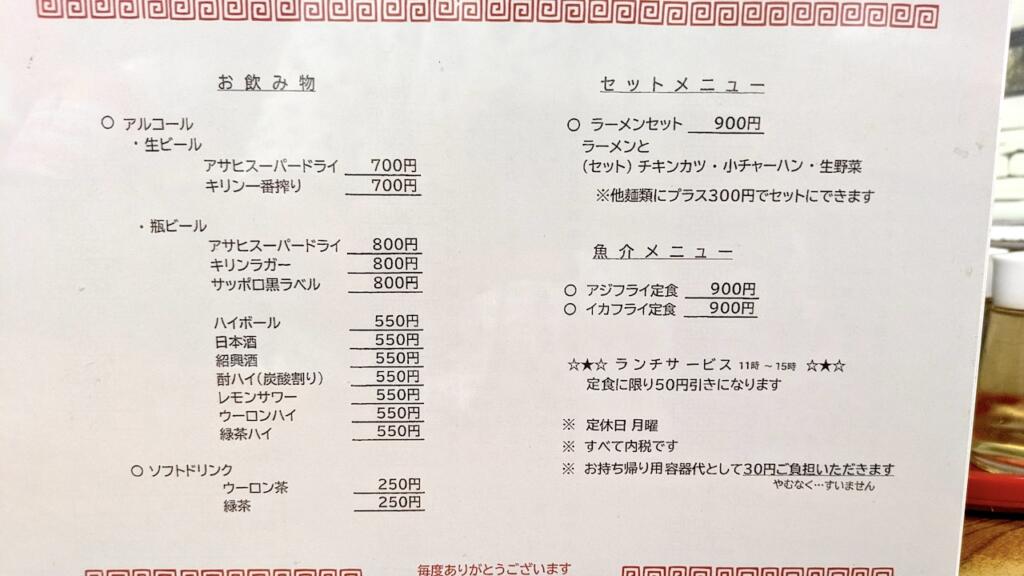 お飲み物
○ アルコール
・生ビール
アサヒスーパードライ 700円
キリン一番搾り 700円
・瓶ビール
アサヒスーパードライ 800円
キリンラガー 800円
サッポロ黒ラベル 800円
ハイボール 550円
日本酒 550円
紹興酒 550円
酎ハイ(炭酸割り) 550円
レモンサワー 550円
ウーロンハイ 550円
緑茶ハイ 550円
○ ソフトドリンク
ウーロン茶 250円
緑茶 250円
セットメニュー
○ ラーメンセット 900円
ラーメンと
(セット) チキンカツ・小チャーハン・生野菜
※他麺類にプラス300円でセットにできます
魚介メニュー
○ アジフライ定食 900円
○ イカフライ定食 900円
☆★☆ ランチサービス 11時~15時 ☆★☆
定食に限り50円引きになります
※ 定休日 月曜
※ すべて内税です
※ お持ち帰り用容器代として30円ご負担いただきます
やむなく…すいません
毎度ありがとうございます